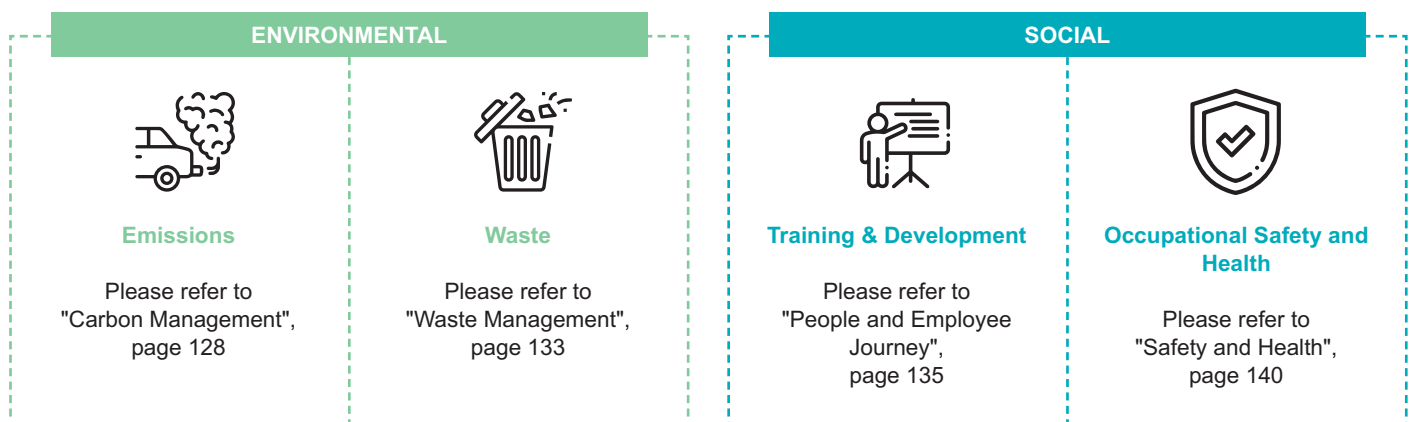 ENVIRONMENTAL
Emissions
Please refer to
"Carbon Management",
page 128
Waste
Please refer to
"Waste Management",
page 133
SOCIAL
Training & Development
Please refer to
"People and Employee
Journey",
page 135
Occupational Safety and
Health
Please refer to
"Safety and Health",
page 140